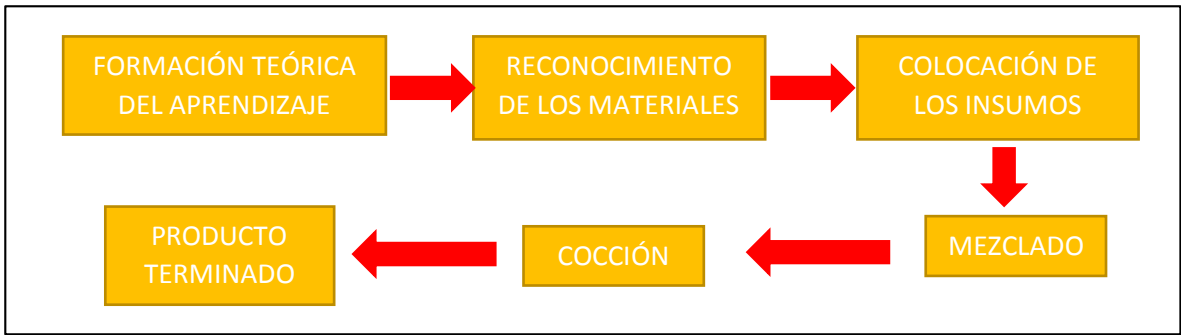 FORMACIÓN TEÓRICA
DEL APRENDIZAJE
RECONOCIMIENTO
DE LOS MATERIALES
COLOCACIÓN DE
LOS INSUMOS
MEZCLADO
COCCIÓN
PRODUCTO
TERMINADO